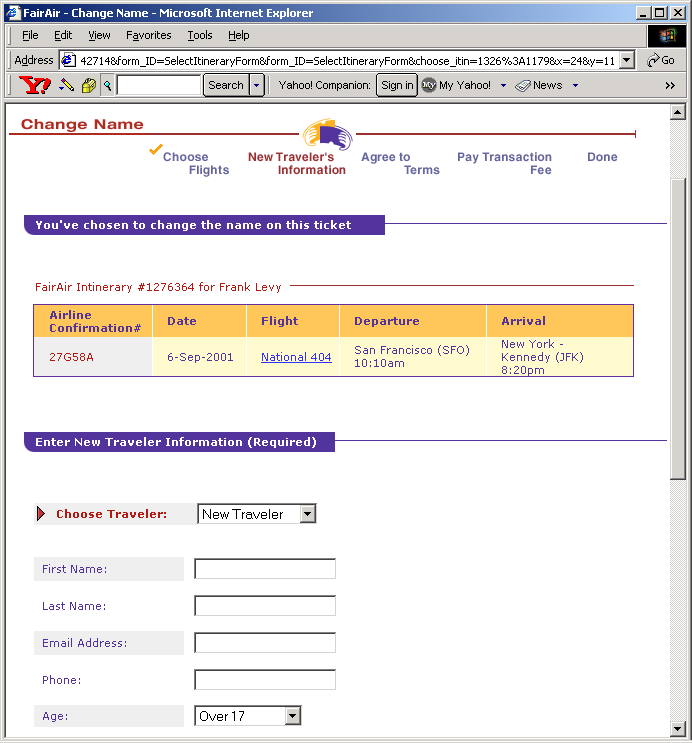 FairAir - Change Name - Microsoft Internet Explorer
File Edit View Favorites Tools Help
Address 42714&form_ID=SelectItineraryForm&form_ID=SelectItineraryForm&choose_itin=1326%3A1179&x=24&y=11 Go
Y! Search Yahoo! Companion: Sign in My My Yahoo! News »
Change Name
Choose Flights
New Traveler's Information
Agree to Terms
Pay Transaction Fee
Done
You've chosen to change the name on this ticket
FairAir Intinerary #1276364 for Frank Levy
Airline Confirmation# Date Flight Departure Arrival
27G58A 6-Sep-2001 National 404 San Francisco (SFO) 10:10am New York - Kennedy (JFK) 8:20pm
Enter New Traveler Information (Required)
Choose Traveler: New Traveler
First Name:
Last Name:
Email Address:
Phone:
Age: Over 17